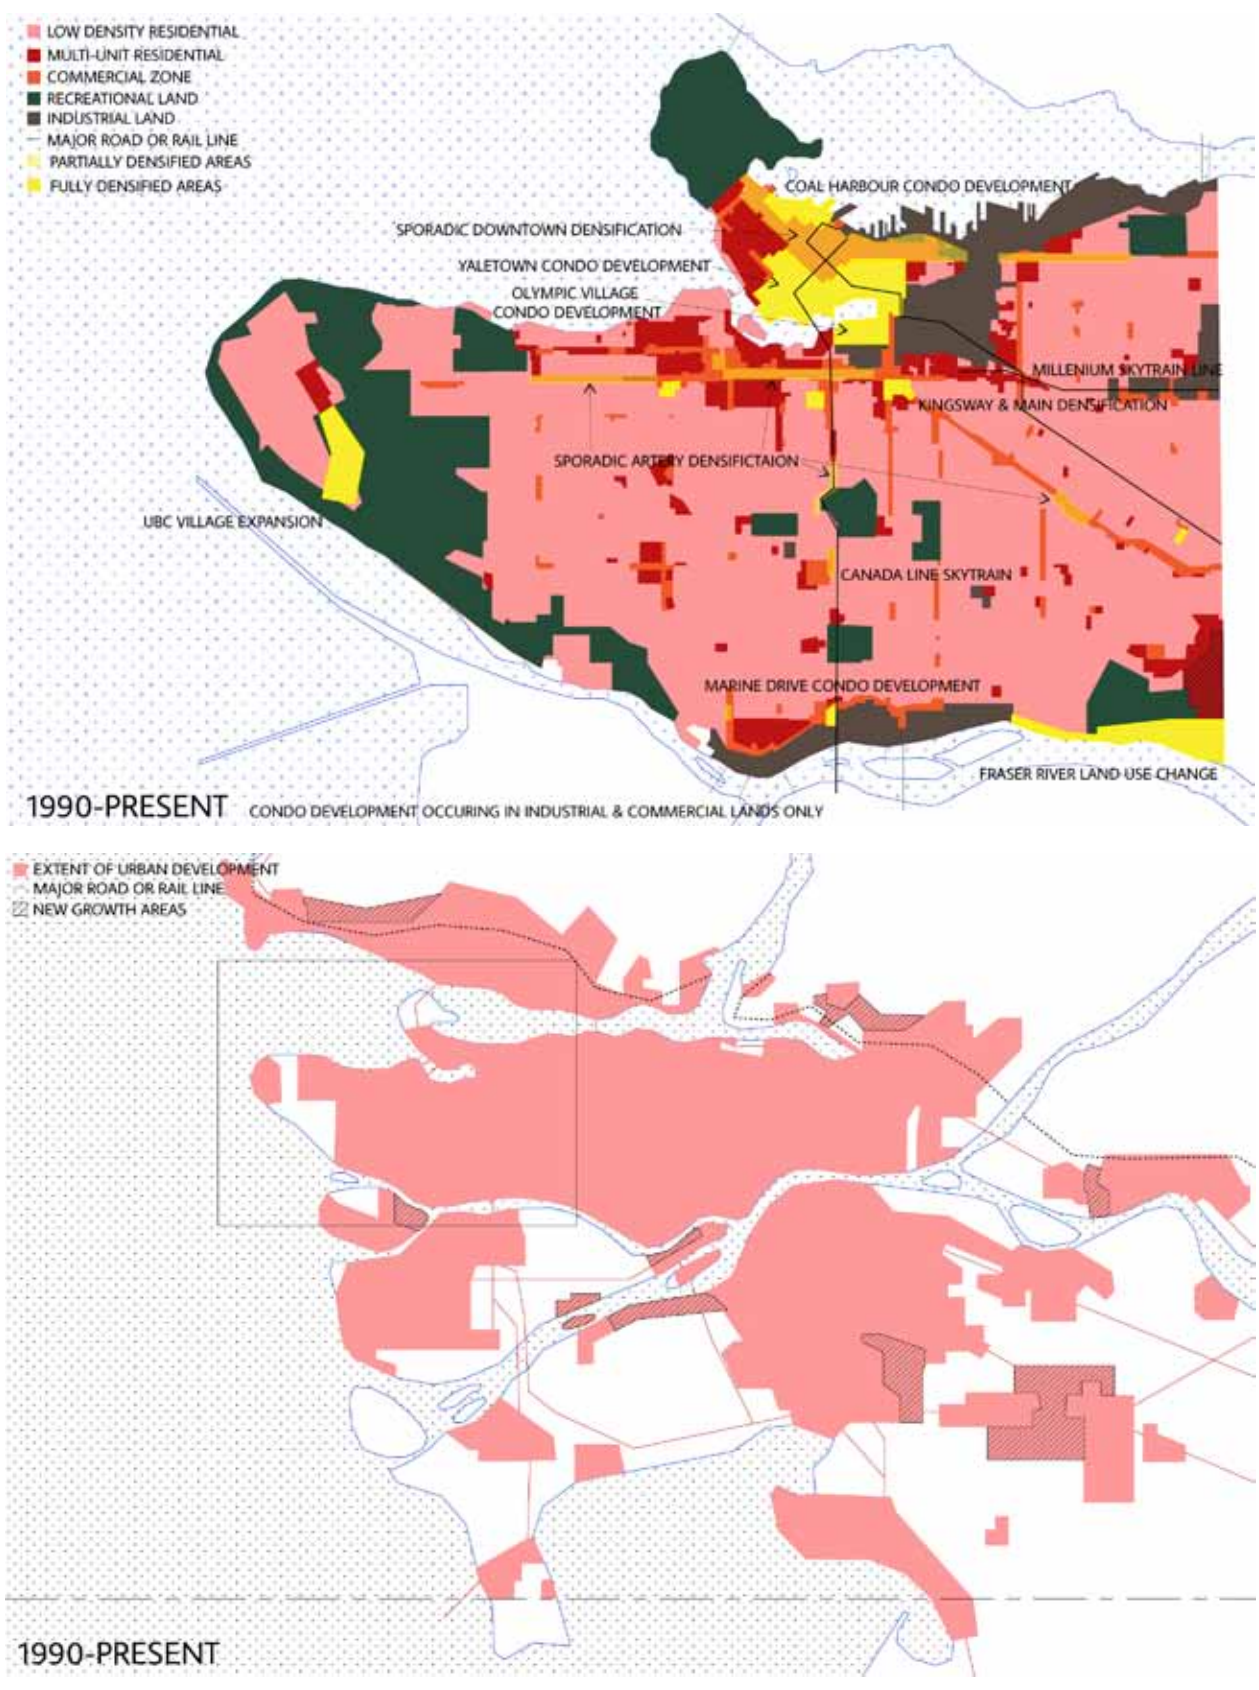 LOW DENSITY RESIDENTIAL
MULTI-UNIT RESIDENTIAL
COMMERCIAL ZONE
RECREATIONAL LAND
INDUSTRIAL LAND
MAJOR ROAD OR RAIL LINE
PARTIALLY DENSIFIED AREAS
FULLY DENSIFIED AREAS
COAL HARBOUR CONDO DEVELOPMENT
SPORADIC DOWNTOWN DENSIFICATION
YALETOWN CONDO DEVELOPMENT
OLYMPIC VILLAGE
CONDO DEVELOPMENT
MILLENIUM SKYTRAIN LINE
KINGSWAY & MAIN DENSIFICATION
SPORADIC ARTERY DENSIFICTAION
UBC VILLAGE EXPANSION
CANADA LINE SKYTRAIN
MARINE DRIVE CONDO DEVELOPMENT
FRASER RIVER LAND USE CHANGE
1990-PRESENT CONDO DEVELOPMENT OCCURING IN INDUSTRIAL & COMMERCIAL LANDS ONLY
EXTENT OF URBAN DEVELOPMENT
MAJOR ROAD OR RAIL LINE
NEW GROWTH AREAS
1990-PRESENT